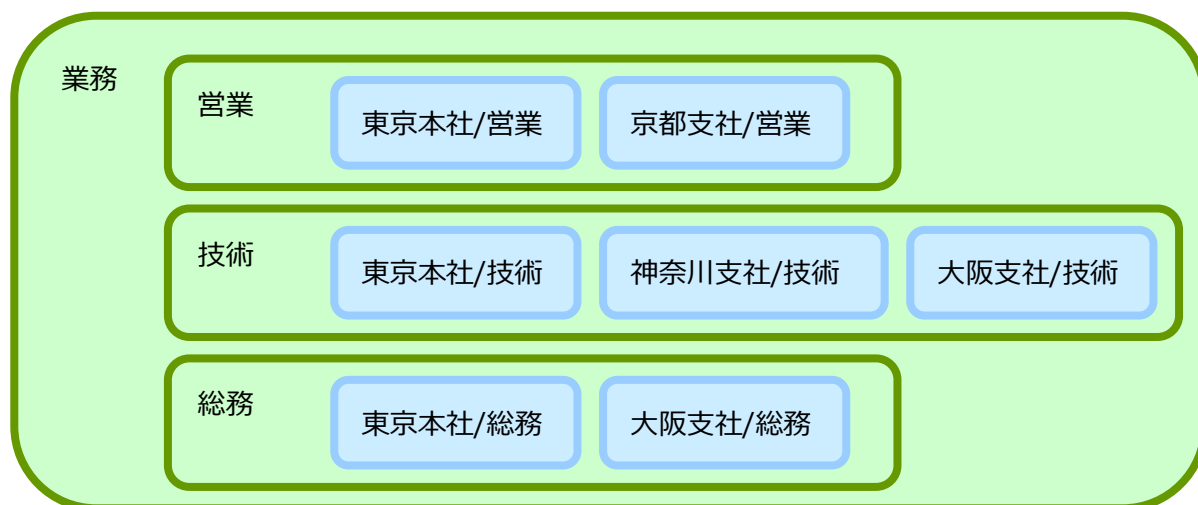 業務
営業
東京本社/営業
京都支社/営業
技術
東京本社/技術
神奈川支社/技術
大阪支社/技術
総務
東京本社/総務
大阪支社/総務